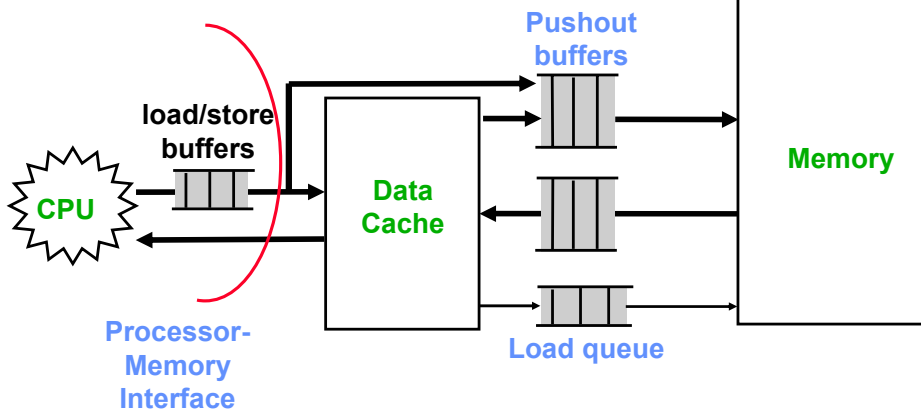 Pushout
buffers
load/store
buffers
CPU
Data
Cache
Memory
Load queue
Processor-
Memory
Interface